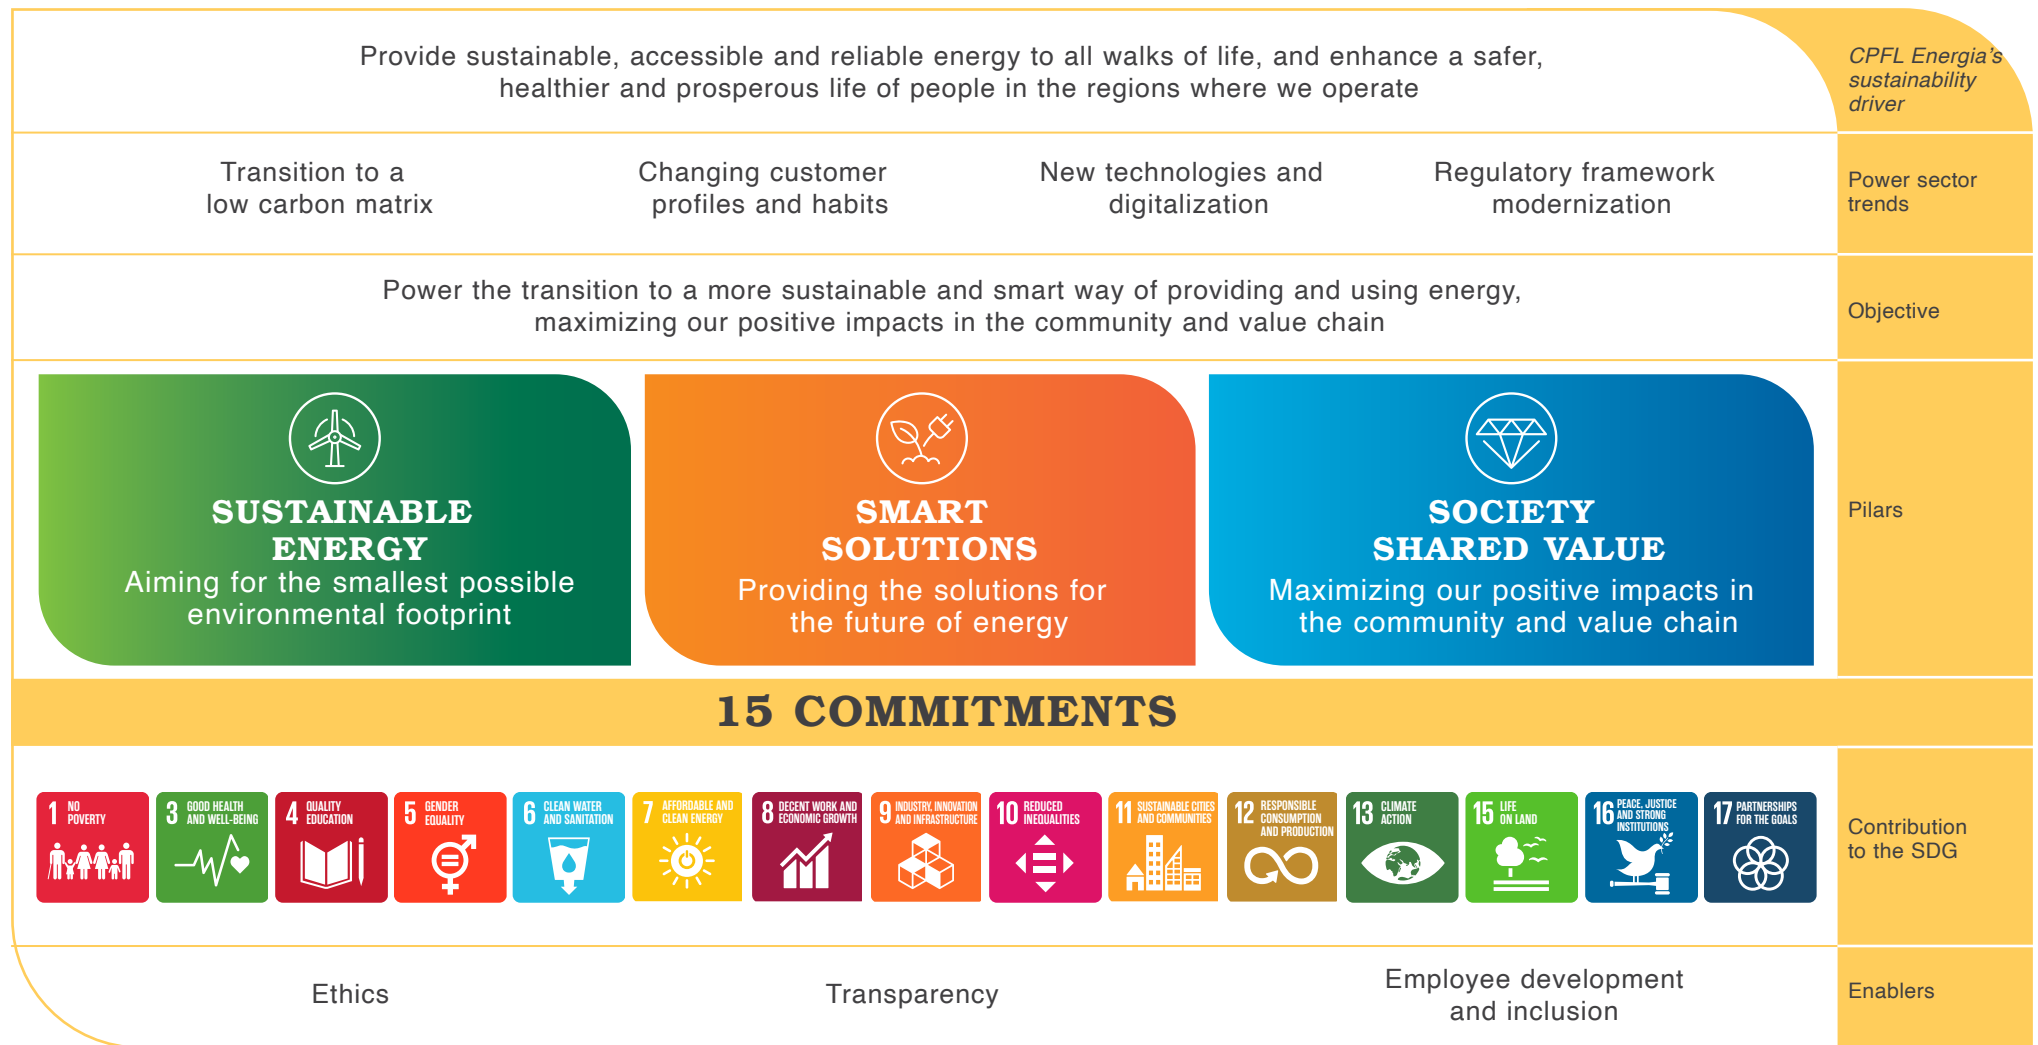 Provide sustainable, accessible and reliable energy to all walks of life, and enhance a safer,
healthier and prosperous life of people in the regions where we operate
CPFL Energia's
sustainability
driver
Transition to a
low carbon matrix
Changing customer
profiles and habits
New technologies and
digitalization
Regulatory framework
modernization
Power sector
trends
Power the transition to a more sustainable and smart way of providing and using energy,
maximizing our positive impacts in the community and value chain
Objective
SUSTAINABLE
ENERGY
Aiming for the smallest possible
environmental footprint
SMART
SOLUTIONS
Providing the solutions for
the future of energy
SOCIETY
SHARED VALUE
Maximizing our positive impacts in
the community and value chain
Pilars
15 COMMITMENTS
1 NO
POVERTY
3 GOOD HEALTH
AND WELL-BEING
4 QUALITY
EDUCATION
5 GENDER
EQUALITY
6 CLEAN WATER
AND SANITATION
7 AFFORDABLE AND
CLEAN ENERGY
8 DECENT WORK AND
ECONOMIC GROWTH
9 INDUSTRY, INNOVATION
AND INFRASTRUCTURE
10 REDUCED
INEQUALITIES
11 SUSTAINABLE CITIES
AND COMMUNITIES
12 RESPONSIBLE
CONSUMPTION
AND PRODUCTION
13 CLIMATE
ACTION
15 LIFE
ON LAND
16 PEACE, JUSTICE
AND STRONG
INSTITUTIONS
17 PARTNERSHIPS
FOR THE GOALS
Contribution
to the SDG
Ethics
Transparency
Employee development
and inclusion
Enablers